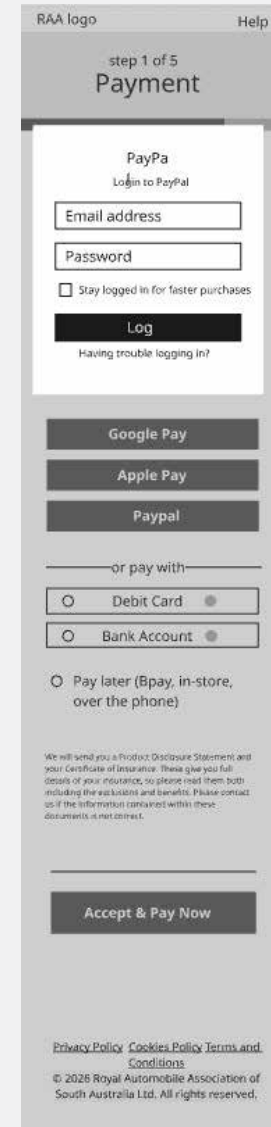 RAA logo Help
step 1 of 5
Payment
PayPa
Login to PayPal
Email address
Password
Stay logged in for faster purchases
Log
Having trouble logging in?
Google Pay
Apple Pay
Paypal
or pay with
Debit Card
Bank Account
Pay later (Bpay, in-store,
over the phone)
We will send you a Product Disclosure Statement and
your Certificate of Insurance. These give you full
details of your insurance, so please read them both
including the exclusions and benefits. Please contact
us if the information contained within these
documents is not correct.
Accept & Pay Now
Privacy Policy Cookies Policy Terms and
Conditions
© 2026 Royal Automobile Association of
South Australia Ltd. All rights reserved.